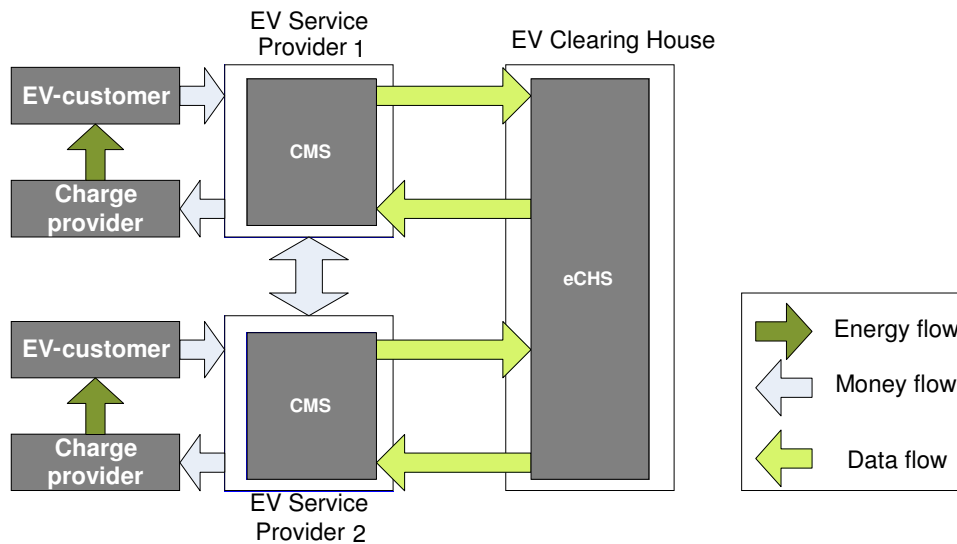 EV Service
Provider 1
EV Clearing House
EV-customer
CMS
Charge
provider
eCHS
EV-customer
CMS
Charge
provider
EV Service
Provider 2
Energy flow
Money flow
Data flow